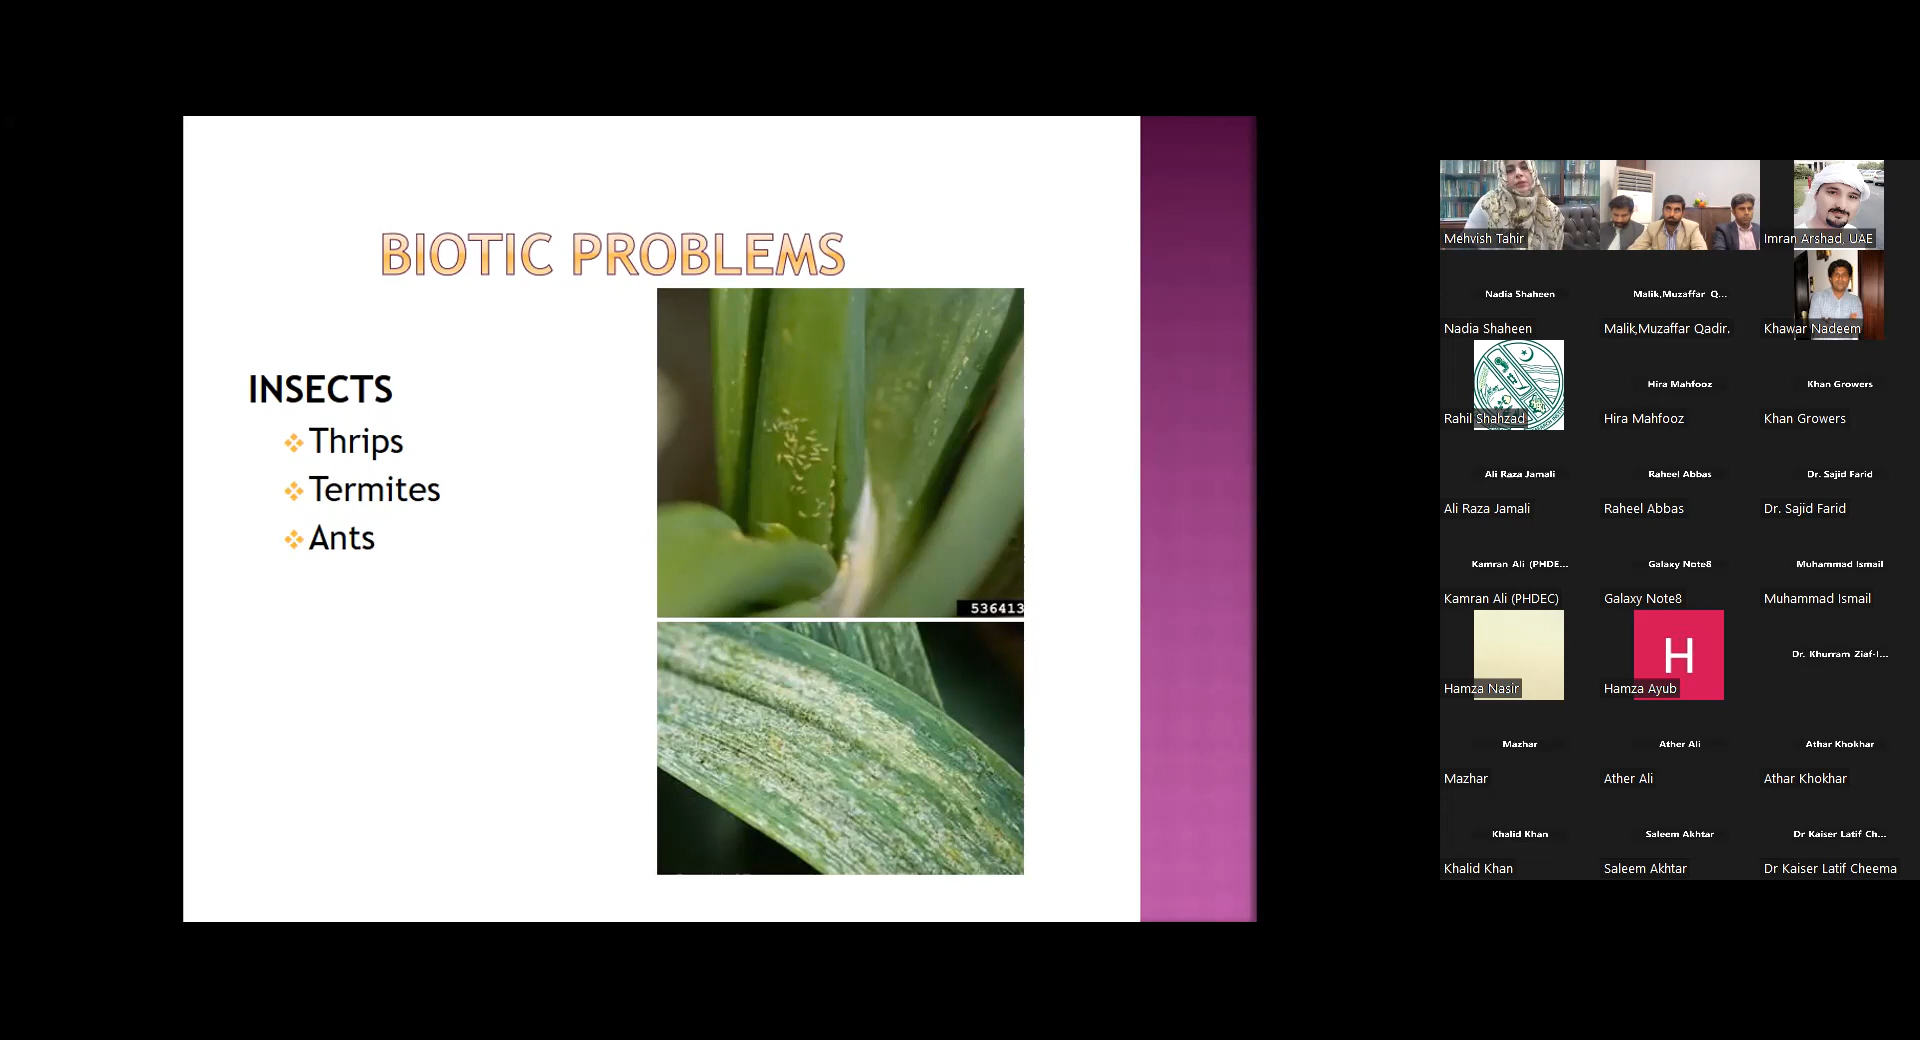 BIOTIC PROBLEMS
INSECTS
Thrips
Termites
Ants
536413
Mehvish Tahir
Imran Arshad, UAE
Nadia Shaheen
Nadia Shaheen
Malik,Muzaffar Q...
Malik,Muzaffar Qadir.
Khawar Nadeem
Rahil Shahzad
Hira Mahfooz
Hira Mahfooz
Khan Growers
Khan Growers
Ali Raza Jamali
Ali Raza Jamali
Raheel Abbas
Raheel Abbas
Dr. Sajid Farid
Dr. Sajid Farid
Kamran Ali (PHDE...
Kamran Ali (PHDEC)
Galaxy Note8
Galaxy Note8
Muhammad Ismail
Muhammad Ismail
Hamza Nasir
H
Hamza Ayub
Dr. Khurram Ziaf-I...
Mazhar
Mazhar
Ather Ali
Ather Ali
Athar Khokhar
Athar Khokhar
Khalid Khan
Khalid Khan
Saleem Akhtar
Saleem Akhtar
Dr Kaiser Latif Ch...
Dr Kaiser Latif Cheema